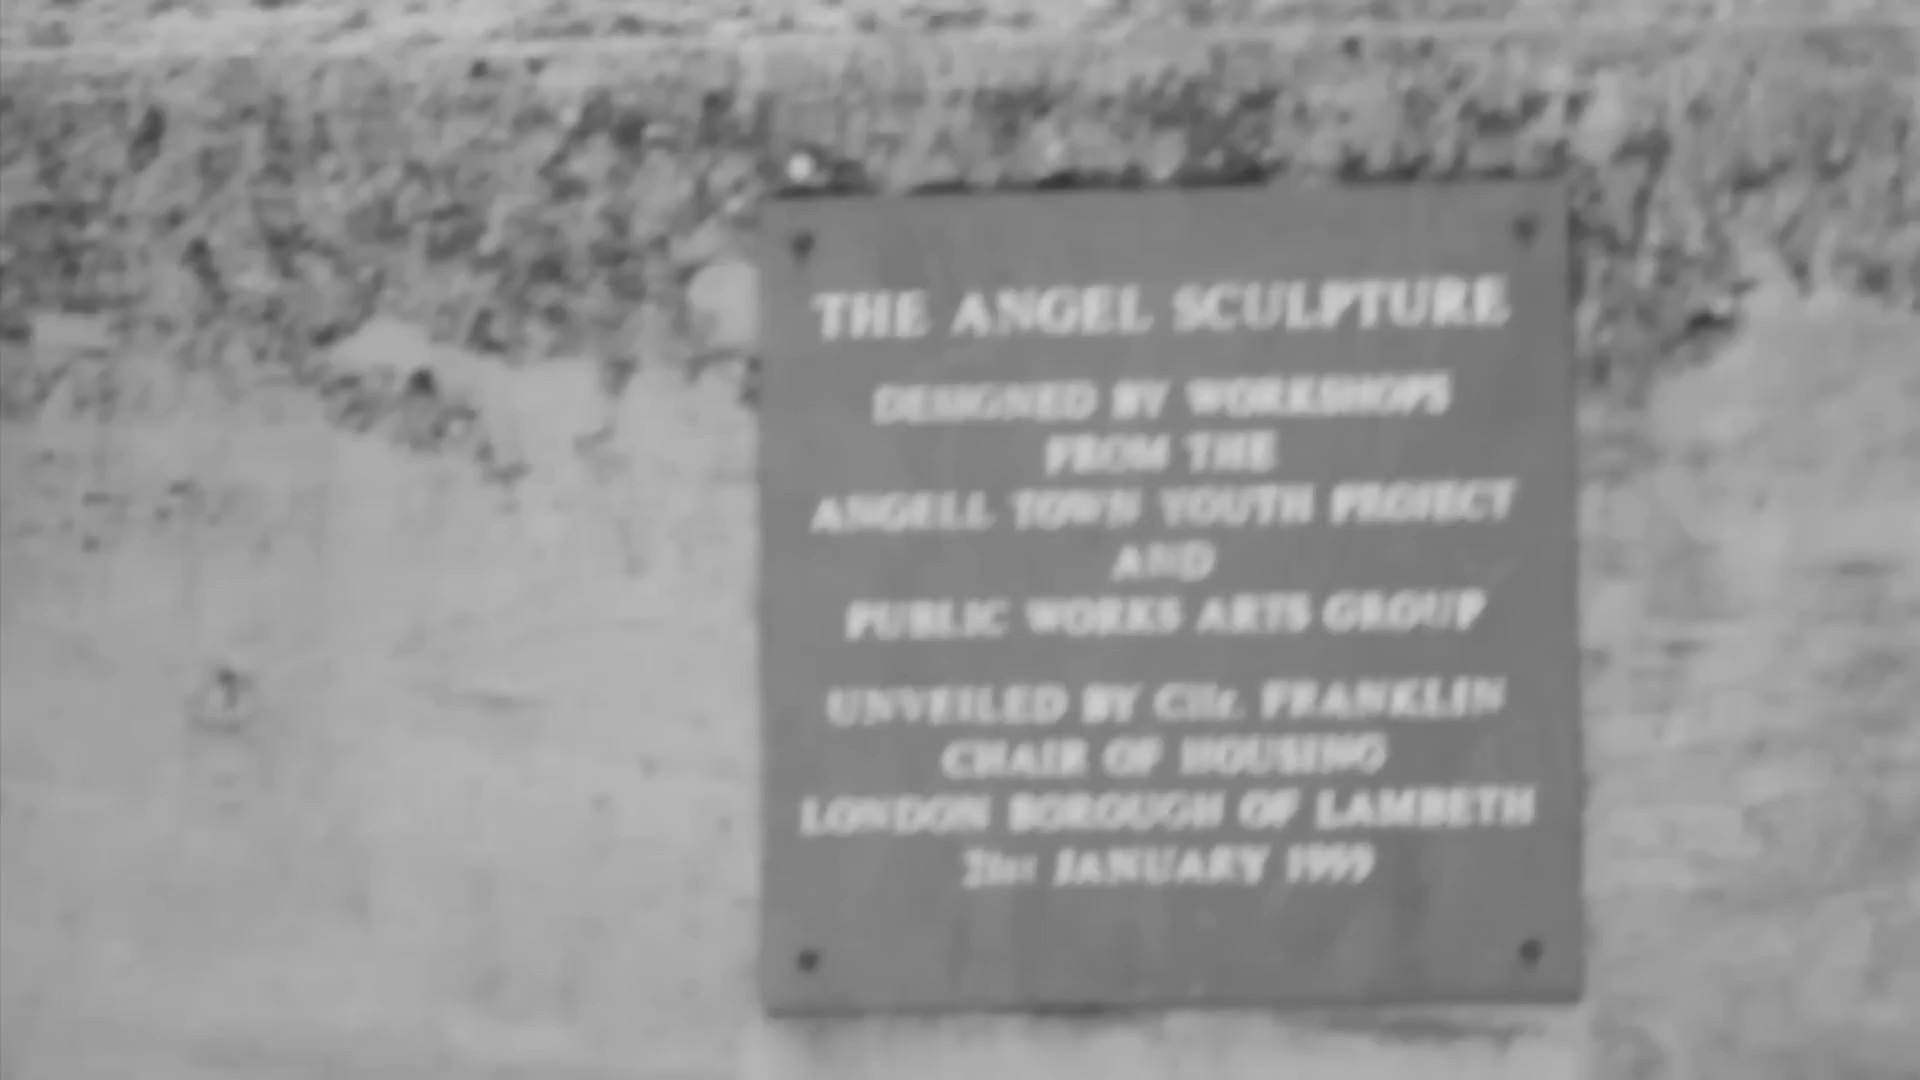 THE ANGEL SCULPTURE
DESIGNED BY WORKSHOPS
FROM THE
ANGELL TOWN YOUTH PROJECT
AND
PUBLIC WORKS ARTS GROUP
UNVEILED BY Cllr. FRANKLIN
CHAIR OF HOUSING
LONDON BOROUGH OF LAMBETH
21st JANUARY 1999